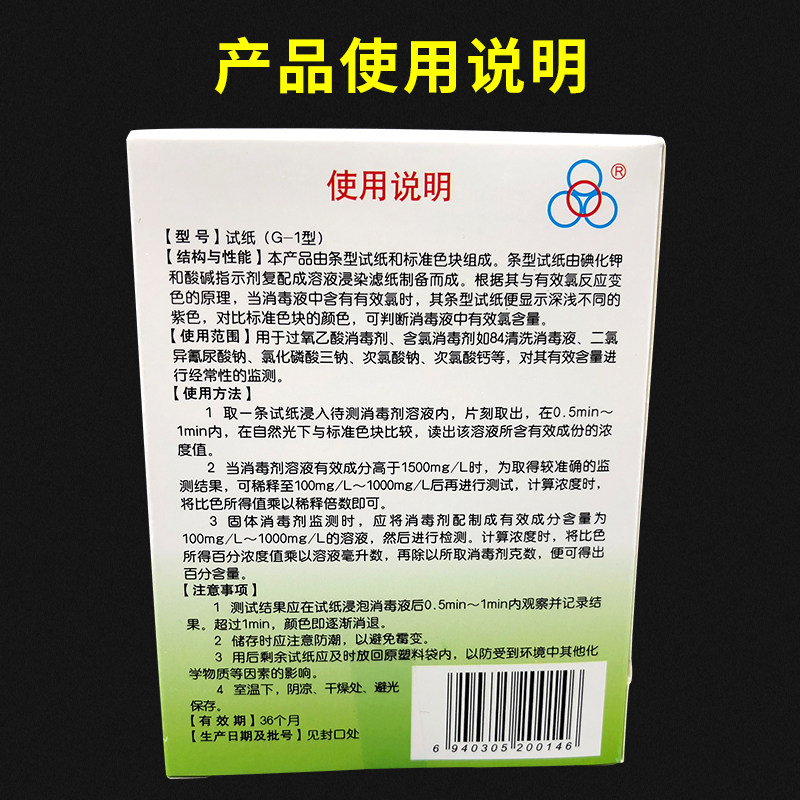 产品使用说明
使用说明
®
【型号】试纸（G-1型）
【结构与性能】本产品由条型试纸和标准色块组成。条型试纸由碘化钾
和酸碱指示剂复配成溶液浸染滤纸制备而成。根据其与有效氯反应变
色的原理，当消毒液中含有有效氯时，其条型试纸便显示深浅不同的
紫色，对比标准色块的颜色，可判断消毒液中有效氯含量。
【使用范围】用于过氧乙酸消毒剂、含氯消毒剂如84清洗消毒液、二氯
异氰尿酸钠、氯化磷酸三钠、次氯酸钠、次氯酸钙等，对其有效含量进
行经常性的监测。
【使用方法】
1 取一条试纸浸入待测消毒剂溶液内，片刻取出，在0.5min～
1min内，在自然光下与标准色块比较，读出该溶液所含有效成份的浓
度值。
2 当消毒剂溶液有效成分高于1500mg/L时，为取得较准确的监
测结果，可稀释至100mg/L～1000mg/L后再进行测试，计算浓度时，
将比色所得值乘以稀释倍数即可。
3 固体消毒剂监测时，应将消毒剂配制成有效成分含量为
100mg/L～1000mg/L的溶液，然后进行检测。计算浓度时，将比色
所得百分浓度值乘以溶液毫升数，再除以所取消毒剂克数，便可得出
百分含量。
【注意事项】
1 测试结果应在试纸浸泡消毒液后0.5min～1min内观察并记录结
果。超过1min，颜色即逐渐消退。
2 储存时应注意防潮，以避免霉变。
3 用后剩余试纸应及时放回原塑料袋内，以防受到环境中其他化
学物质等因素的影响。
4 室温下，阴凉、干燥处、避光
保存。
【有效期】36个月
【生产日期及批号】见封口处
6 940305 200146